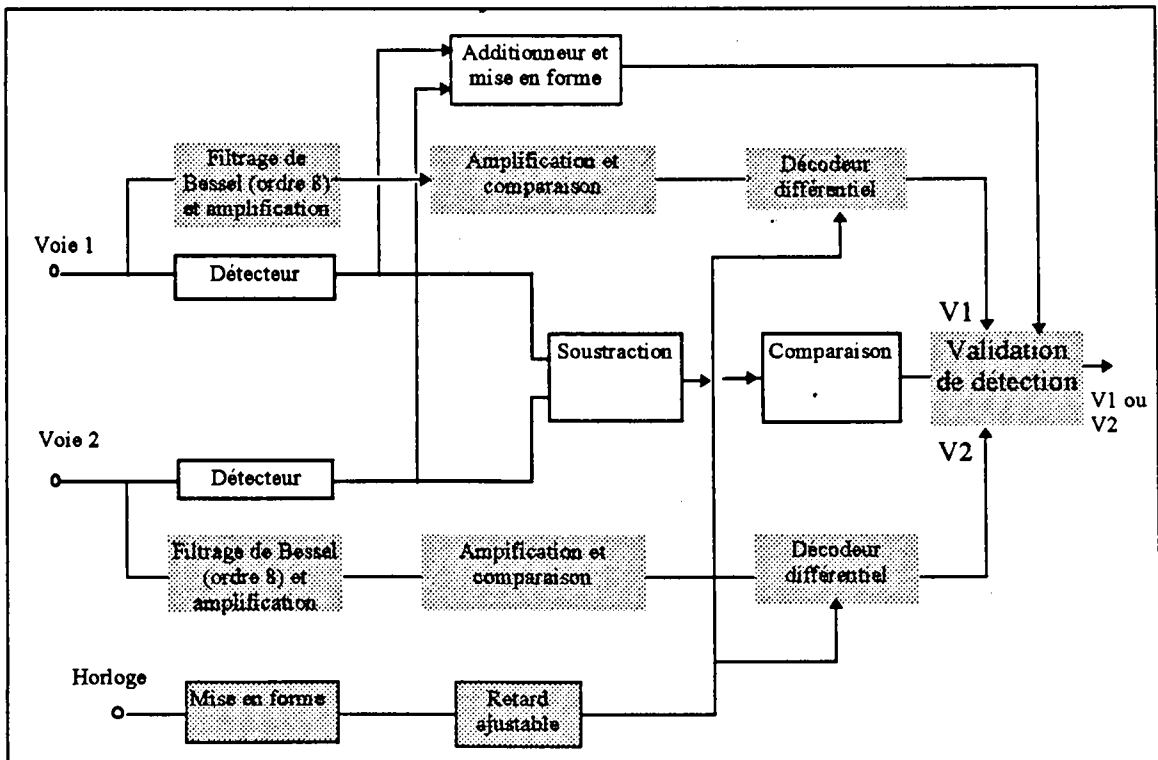 Additionneur et
mise en forme
Filtrage de
Bessel (ordre 8)
et amplification
Amplification et
comparaison
Décodeur
différentiel
Voie 1
Détecteur
V1
Soustraction
Comparaison
Validation
de détection
V1 ou
V2
Voie 2
V2
Détecteur
Filtrage de Bessel
(ordre 8) et
amplification
Ampification et
comparaison
Décodeur
différentiel
Horloge
Mise en forme
Retard
ajustable